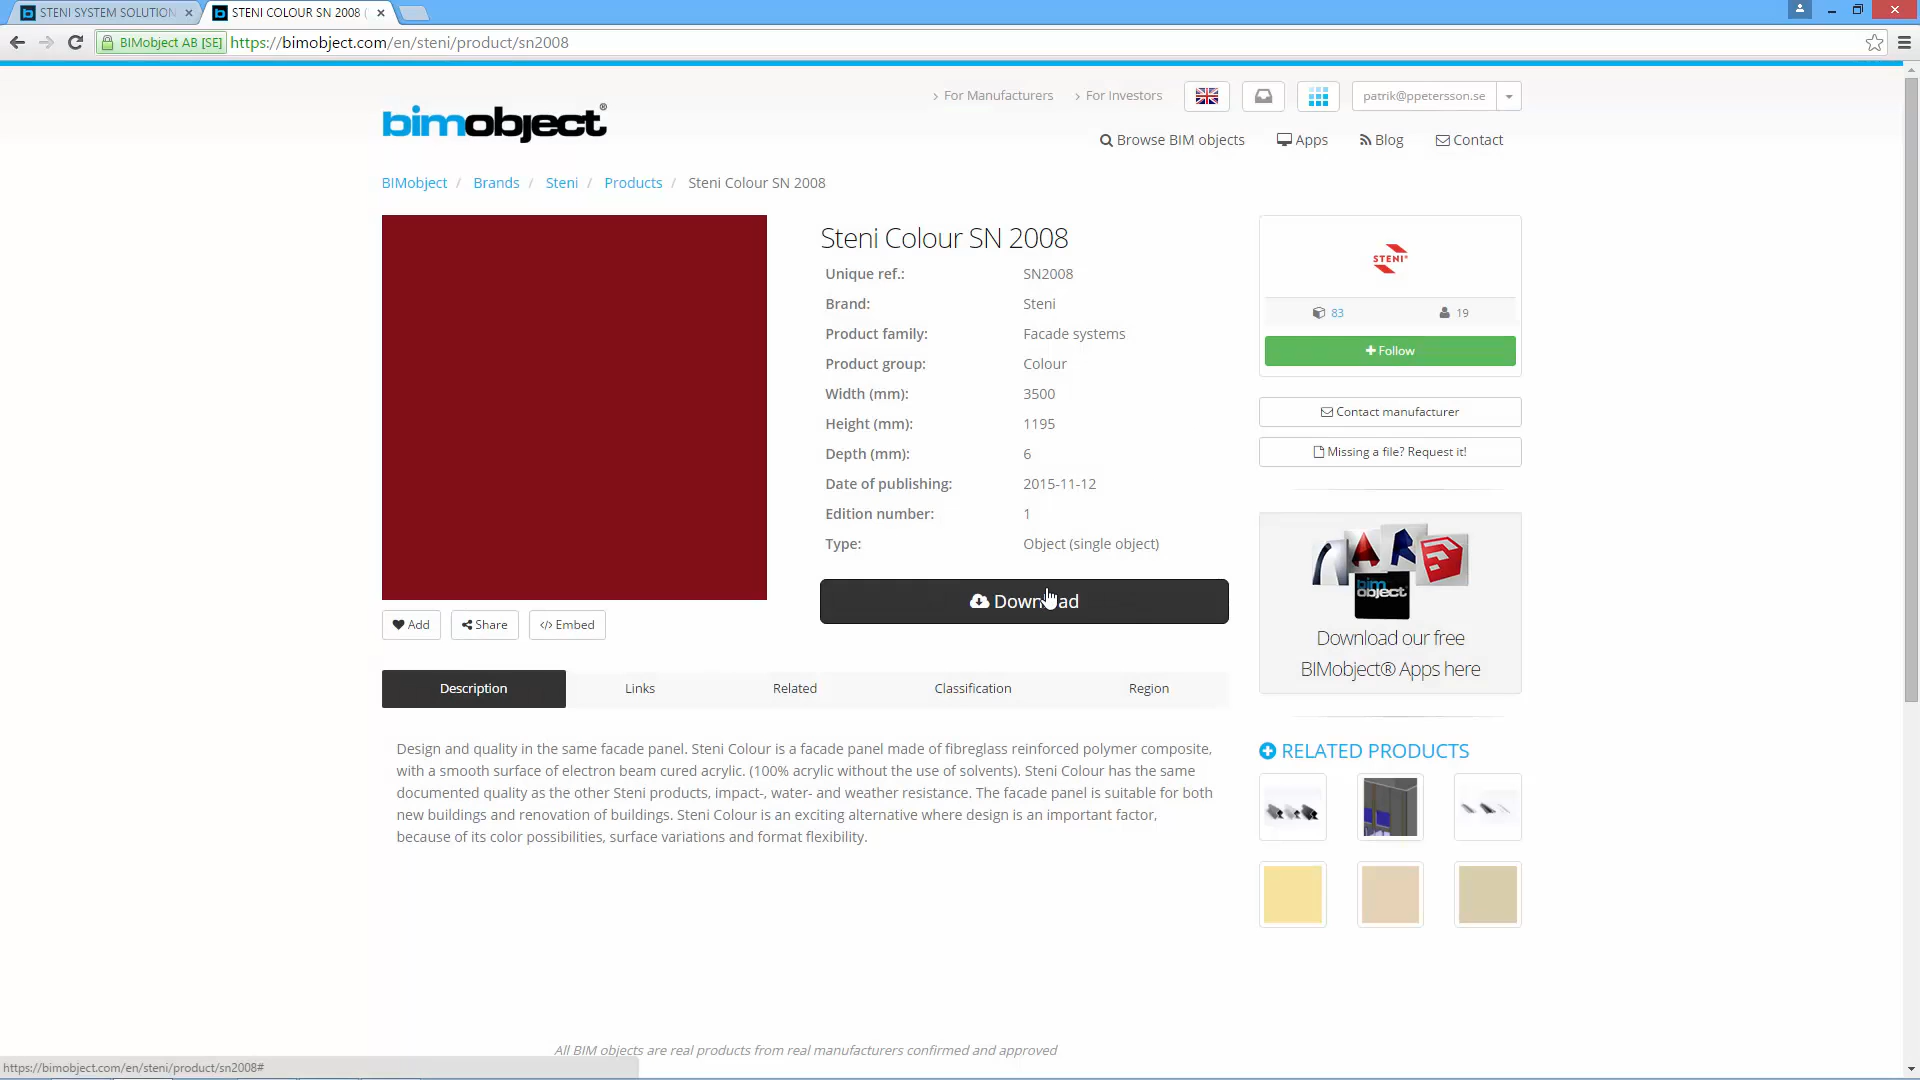 STENI SYSTEM SOLUTION
STENI COLOUR SN 2008 (
BIMobject AB [SE]
https://bimobject.com/en/steni/product/sn2008
bimobject®
For Manufacturers
For Investors
patrik@ppetersson.se
Browse BIM objects
Apps
Blog
Contact
BIMobject / Brands / Steni / Products / Steni Colour SN 2008
Steni Colour SN 2008
Unique ref.: SN2008
Brand: Steni
Product family: Facade systems
Product group: Colour
Width (mm): 3500
Height (mm): 1195
Depth (mm): 6
Date of publishing: 2015-11-12
Edition number: 1
Type: Object (single object)
Download
Add
Share
</> Embed
STENI®
83
19
Follow
Contact manufacturer
Missing a file? Request it!
bim
object
Download our free
BIMobject® Apps here
Description
Links
Related
Classification
Region
Design and quality in the same facade panel. Steni Colour is a facade panel made of fibreglass reinforced polymer composite,
with a smooth surface of electron beam cured acrylic. (100% acrylic without the use of solvents). Steni Colour has the same
documented quality as the other Steni products, impact-, water- and weather resistance. The facade panel is suitable for both
new buildings and renovation of buildings. Steni Colour is an exciting alternative where design is an important factor,
because of its color possibilities, surface variations and format flexibility.
RELATED PRODUCTS
All BIM objects are real products from real manufacturers confirmed and approved
https://bimobject.com/en/steni/product/sn2008#